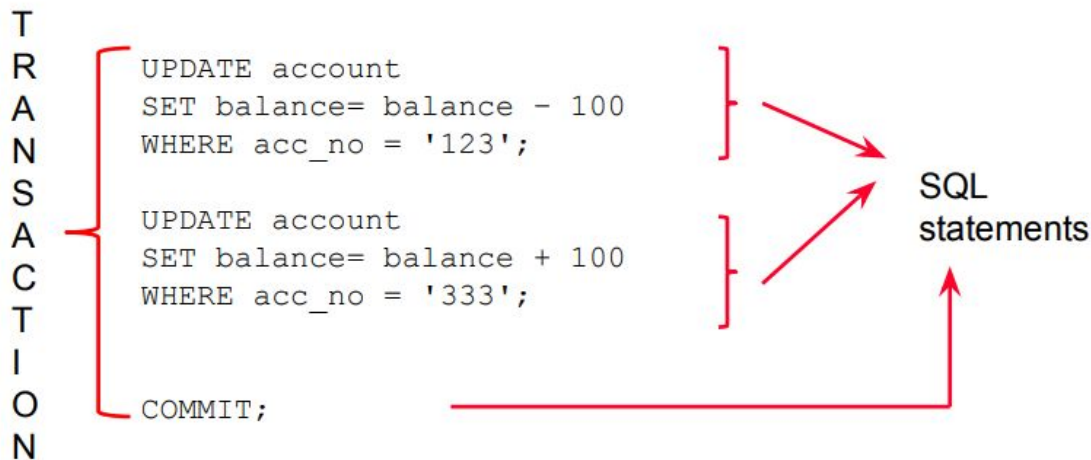 TRANSACTION
UPDATE account
SET balance= balance – 100
WHERE acc_no = '123';
UPDATE account
SET balance= balance + 100
WHERE acc_no = '333';
COMMIT;
SQL
statements